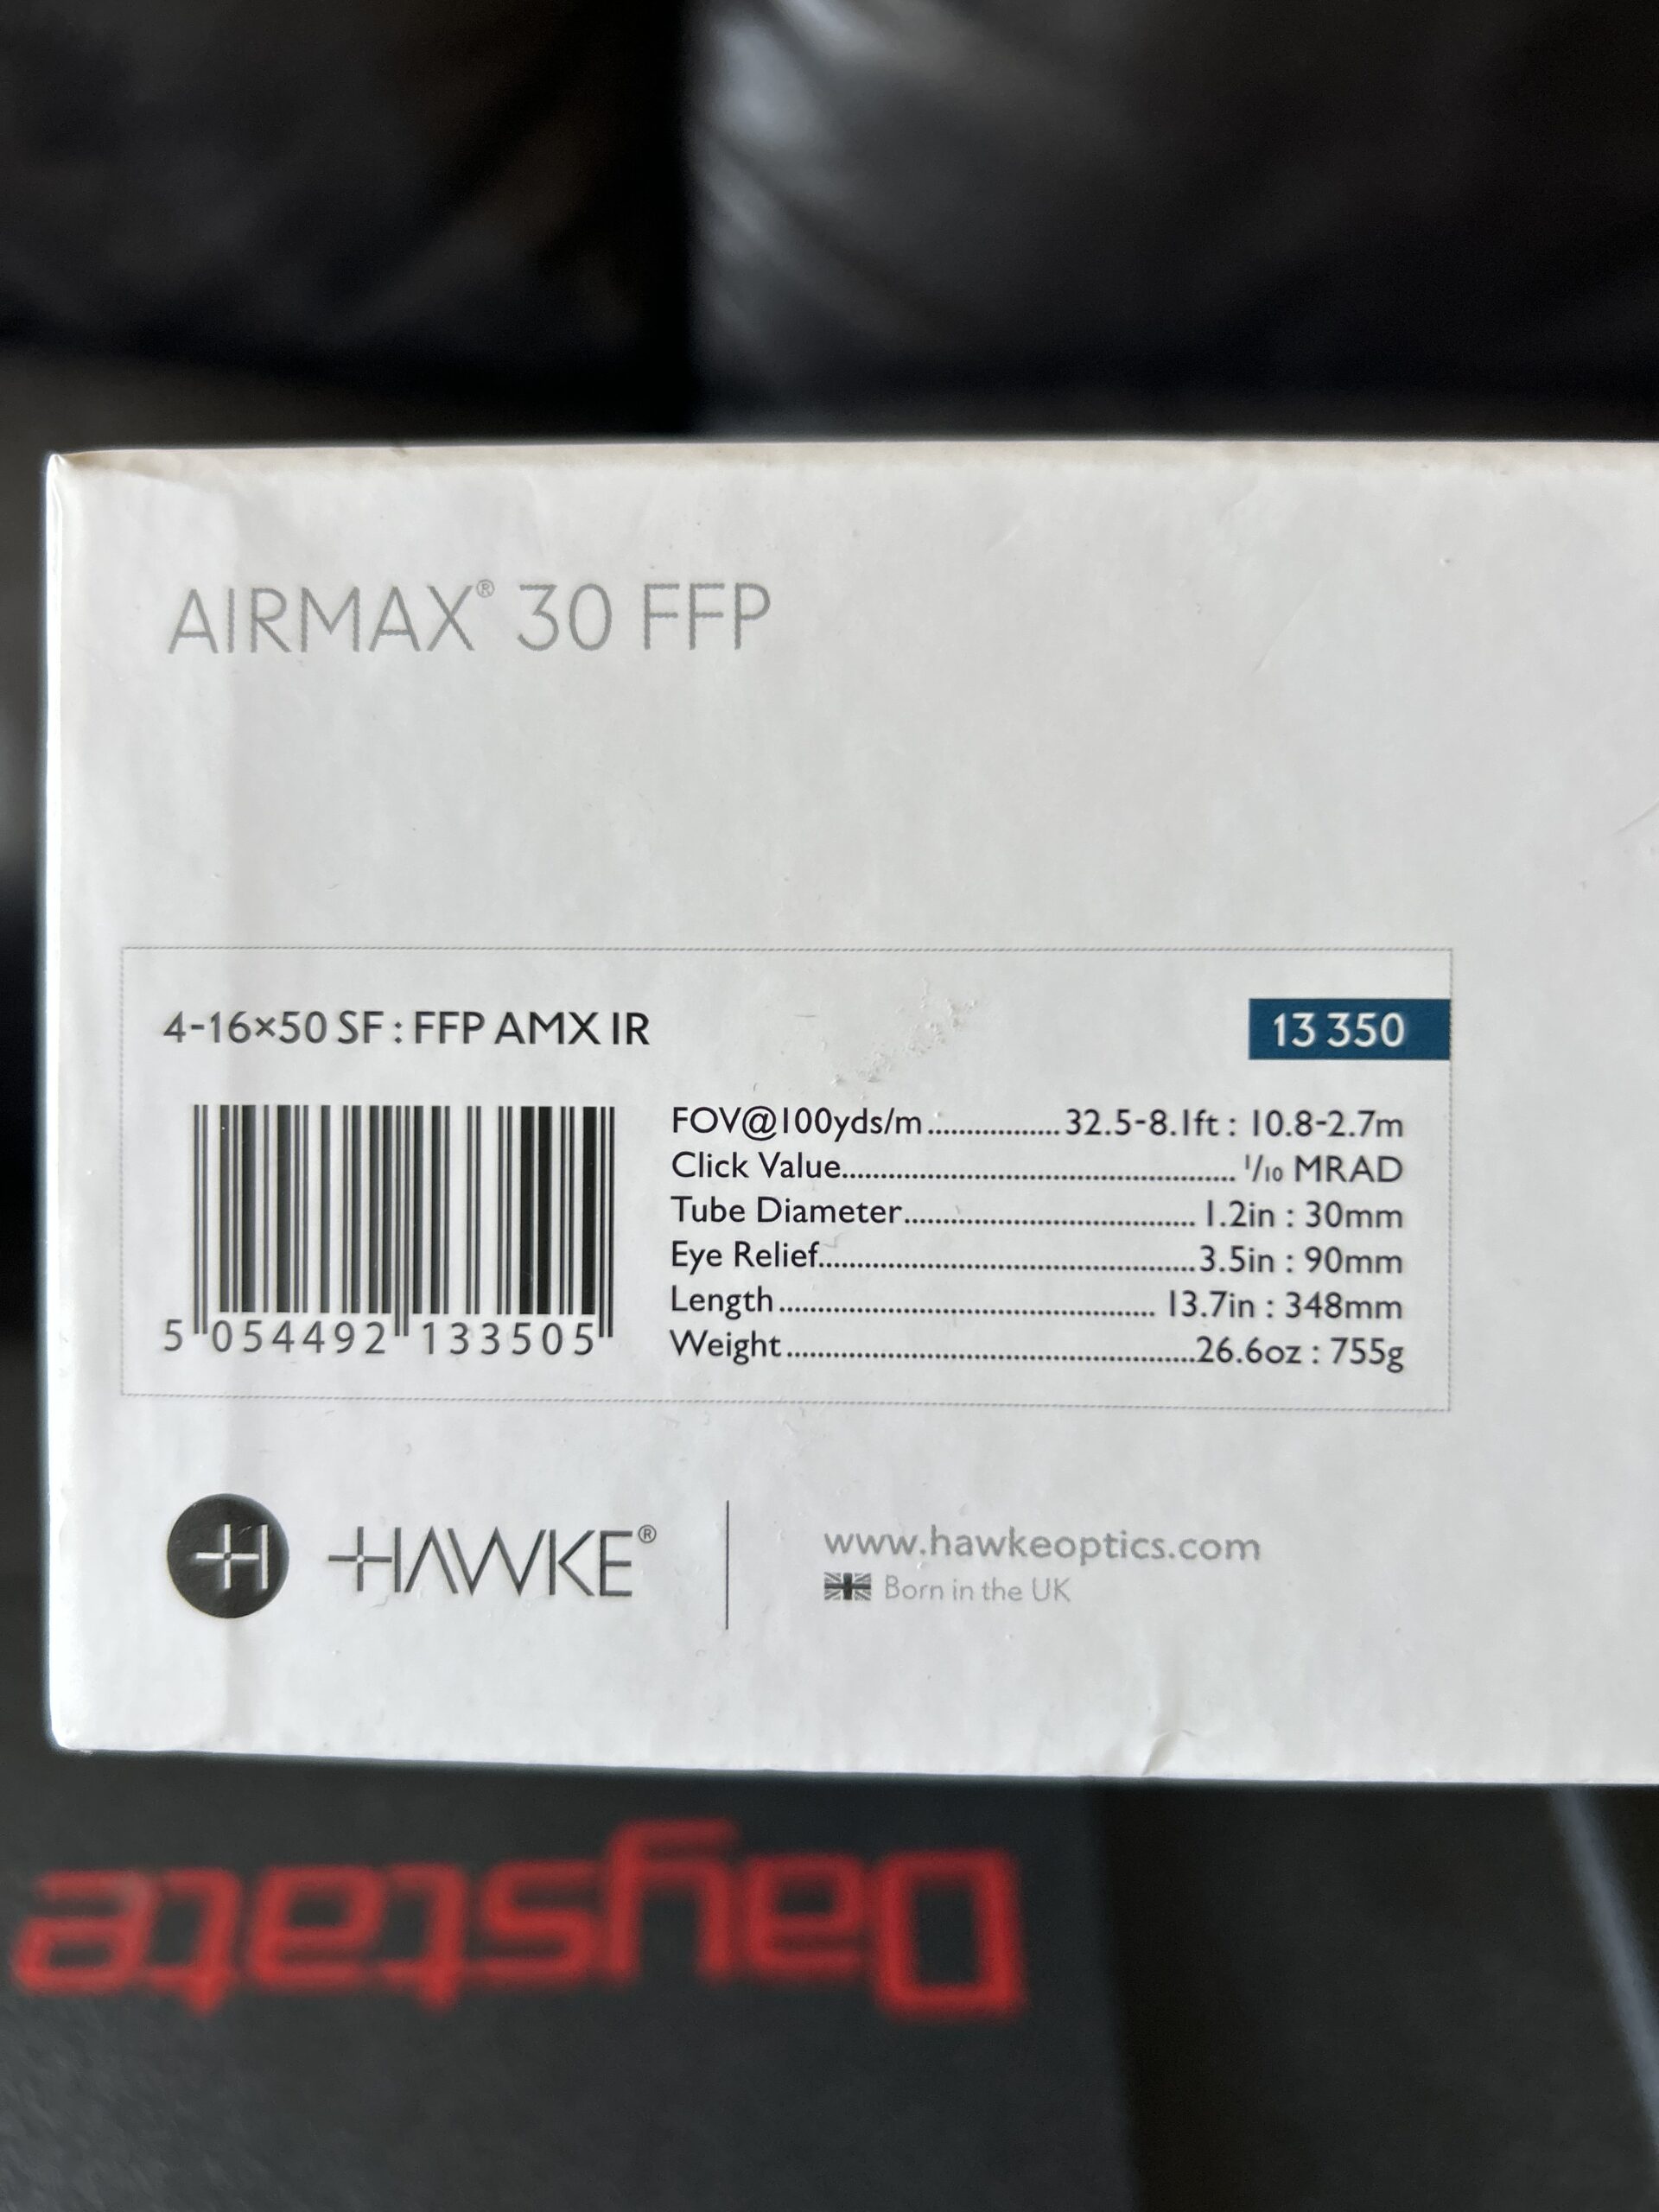 AIRMAX® 30 FFP
4-16×50 SF : FFP AMX IR
13 350
FOV@100yds/m................32.5-8.1ft : 10.8-2.7m
Click Value................1/10 MRAD
Tube Diameter................1.2in : 30mm
Eye Relief................3.5in : 90mm
Length................13.7in : 348mm
Weight................26.6oz : 755g
5 054492 133505
H HAWKE®
www.hawkeoptics.com
Born in the UK
Daystate